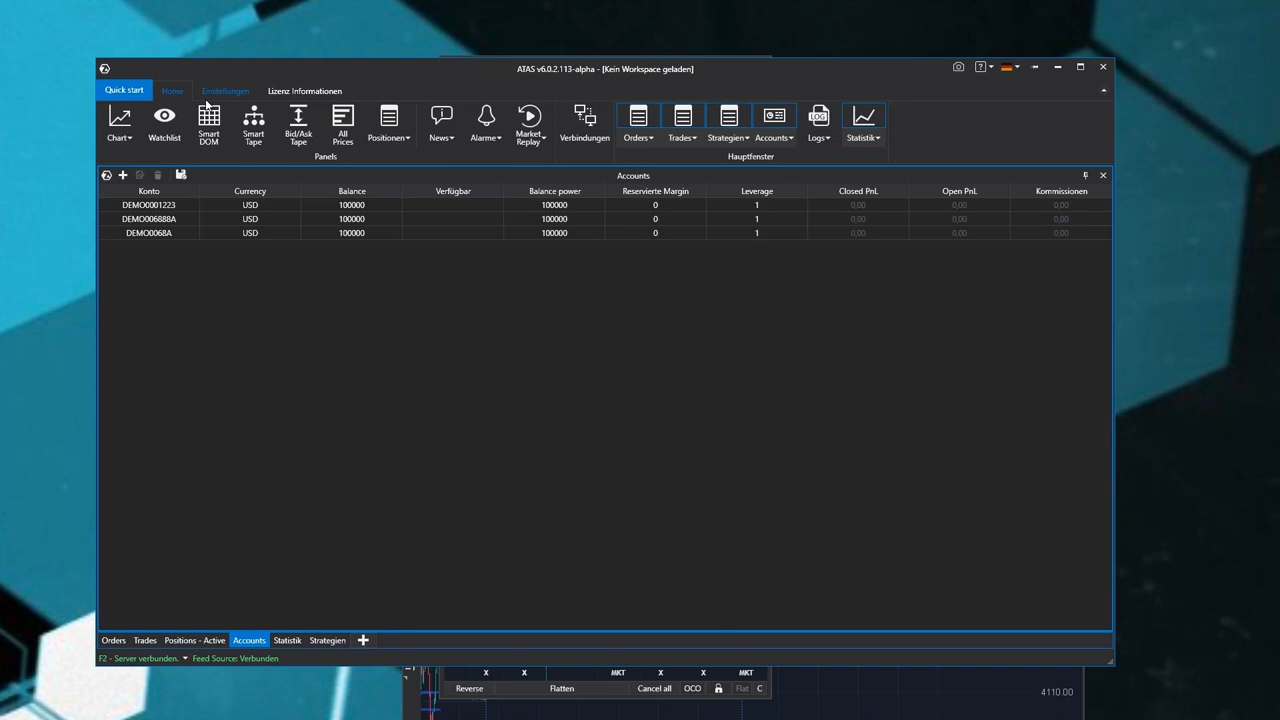 ATAS v6.0.2.113-alpha - [Kein Workspace geladen]
Quick start Home Einstellungen Lizenz Informationen
Chart Watchlist Smart DOM Smart Tape Bid/Ask Tape All Prices Positionen News Alarme Market Replay Verbindungen Orders Trades Strategien Accounts LOG Logs Statistik
Panels Hauptfenster
Accounts
Konto Currency Balance Verfügbar Balance power Reservierte Margin Leverage Closed PnL Open PnL Kommissionen
DEMO0001223 USD 100000 100000 0 1 0,00 0,00 0,00
DEMO006888A USD 100000 100000 0 1 0,00 0,00 0,00
DEMO0068A USD 100000 100000 0 1 0,00 0,00 0,00
Orders Trades Positions - Active Accounts Statistik Strategien
F2 - Server verbunden. Feed Source: Verbunden
X X MKT X X MKT
Reverse Flatten Cancel all OCO Flat C
4110.00